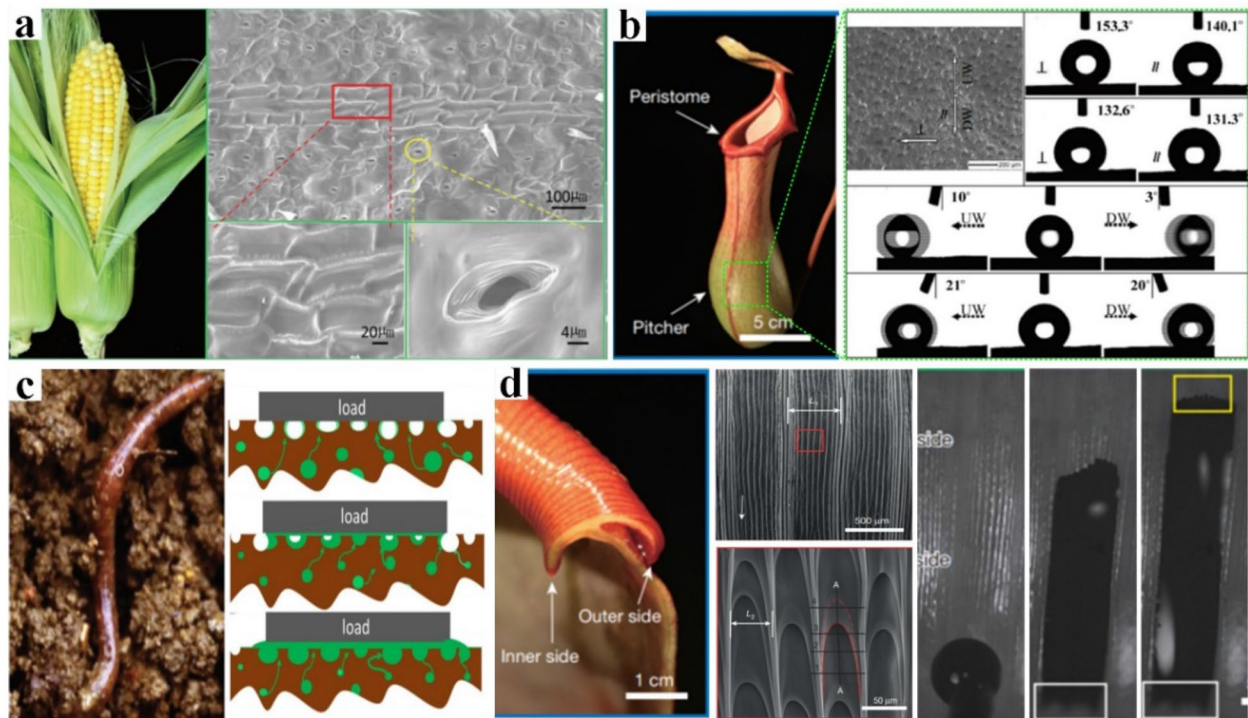 a
100μm
20μm
4μm
b
Peristome
Pitcher
5 cm
⊥
//
UW
DW
200 μm
⊥
153.3°
//
140.1°
⊥
132.6°
//
131.3°
10°
UW
DW
3°
21°
UW
DW
20°
c
load
load
load
d
Inner side
Outer side
1 cm
L₁
500 μm
L₂
A
A
50 μm
side
side